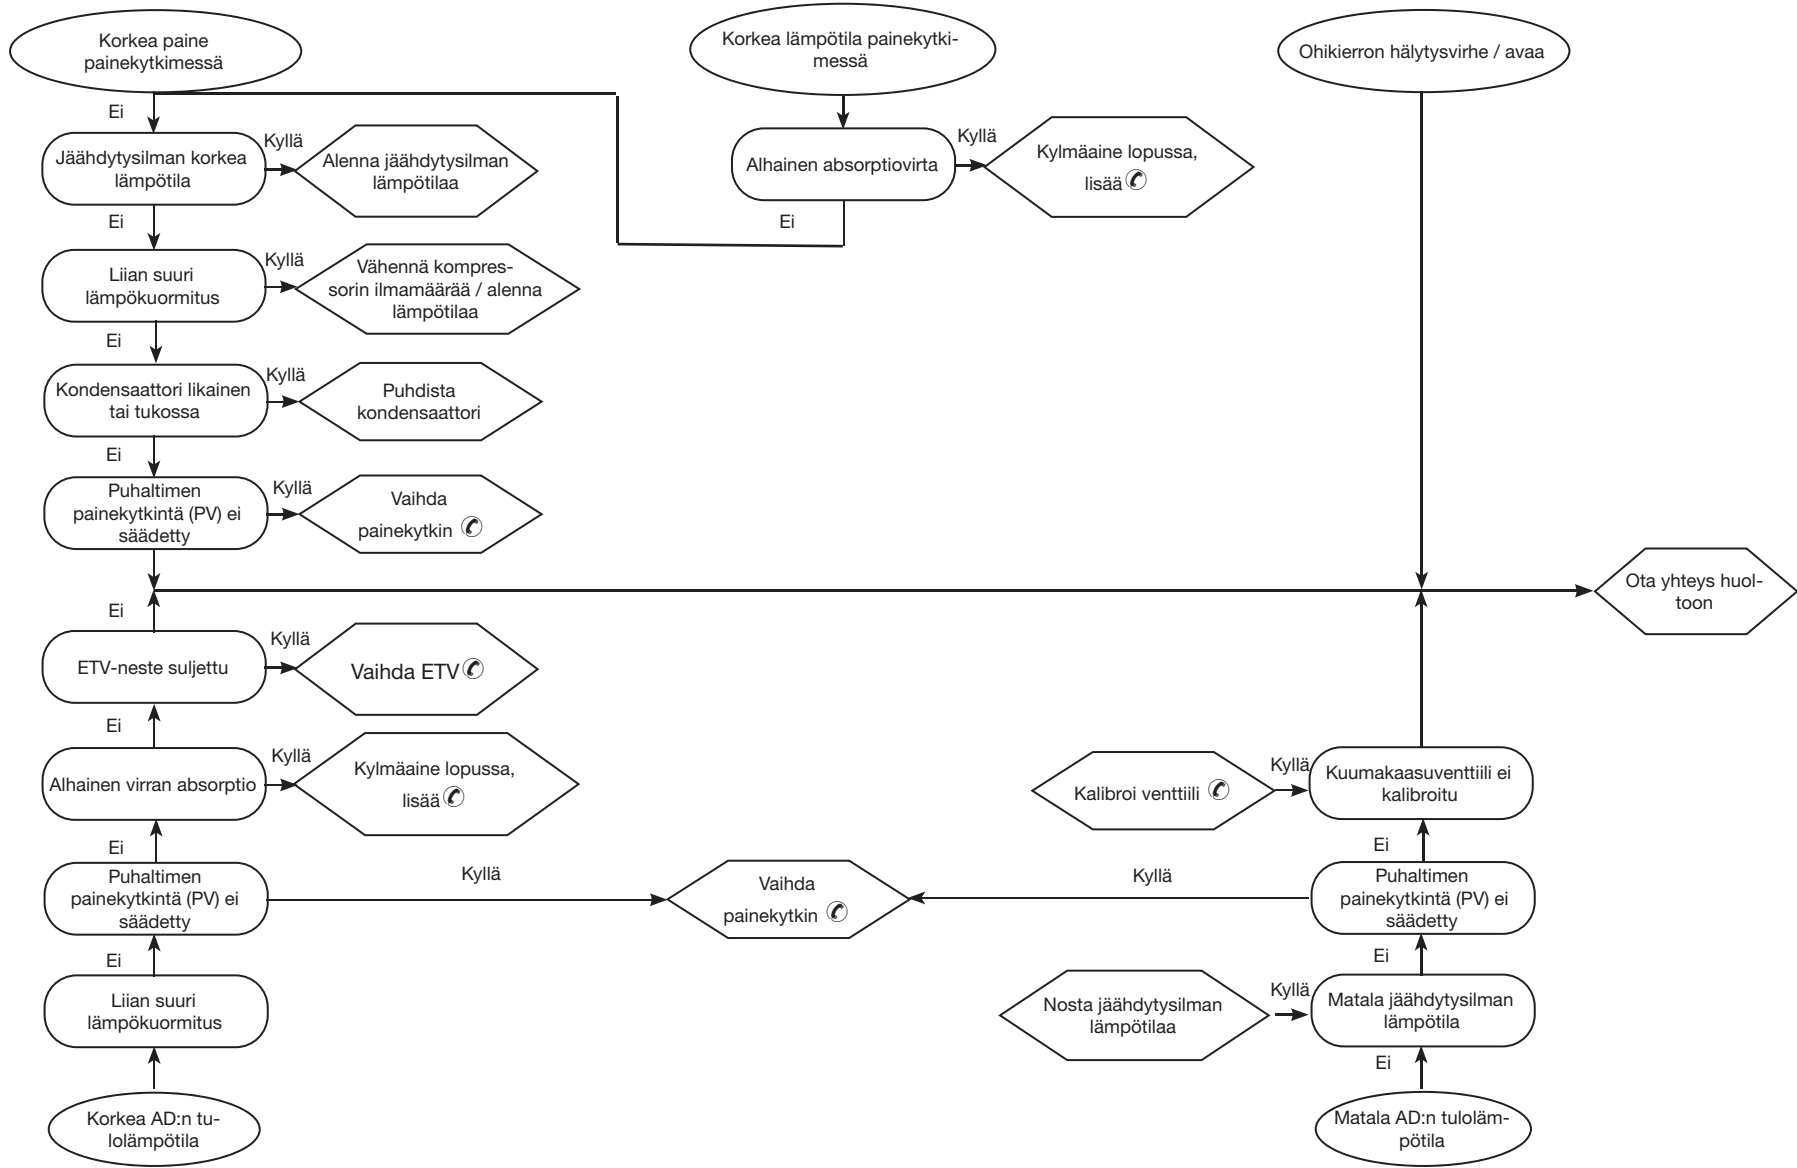 Korkea paine
painekytkimessä
Korkea lämpötila painekytki-
messä
Ohikierron hälytysvirhe / avaa
Ei
Jäähdytysilman korkea
lämpötila
Kyllä
Alenna jäähdytysilman
lämpötilaa
Alhainen absorptiovirta
Kyllä
Kylmäaine lopussa,
lisää
Ei
Ei
Liian suuri
lämpökuormitus
Kyllä
Vähennä kompres-
sorin ilmamäärää / alenna
lämpötilaa
Ei
Kondensaattori likainen
tai tukossa
Kyllä
Puhdista
kondensaattori
Ei
Puhaltimen
painekytkintä (PV) ei
säädetty
Kyllä
Vaihda
painekytkin
Ota yhteys huol-
toon
Ei
ETV-neste suljettu
Kyllä
Vaihda ETV
Ei
Alhainen virran absorptio
Kyllä
Kylmäaine lopussa,
lisää
Kalibroi venttiili
Kyllä
Kuumakaasuventtiili ei
kalibroitu
Ei
Ei
Puhaltimen
painekytkintä (PV) ei
säädetty
Kyllä
Vaihda
painekytkin
Kyllä
Puhaltimen
painekytkintä (PV) ei
säädetty
Ei
Ei
Liian suuri
lämpökuormitus
Nosta jäähdytysilman
lämpötilaa
Kyllä
Matala jäähdytysilman
lämpötila
Ei
Korkea AD:n tu-
lolämpötila
Matala AD:n tuloläm-
pötila